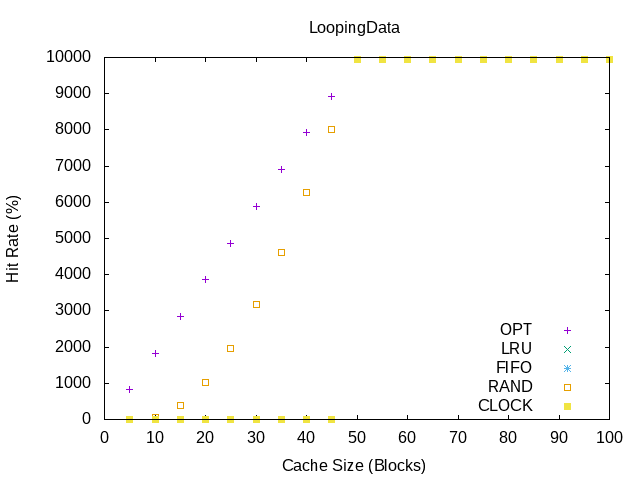 LoopingData
10000
9000
8000
7000
6000
5000
4000
3000
2000
1000
0
Hit Rate (%)
OPT
LRU
FIFO
RAND
CLOCK
0 10 20 30 40 50 60 70 80 90 100
Cache Size (Blocks)